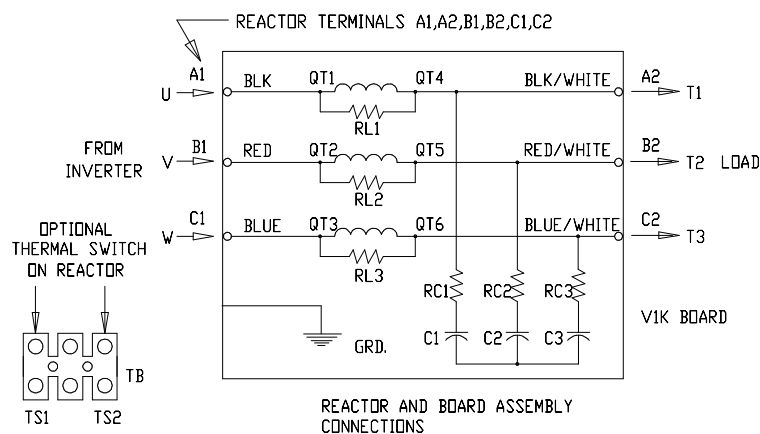 REACTOR TERMINALS A1,A2,B1,B2,C1,C2
A1
BLK
QT1
QT4
BLK/WHITE
A2
U
T1
RL1
FROM
INVERTER
B1
RED
QT2
QT5
RED/WHITE
B2
V
T2 LOAD
RL2
C1
BLUE
QT3
QT6
BLUE/WHITE
C2
W
T3
RL3
OPTIONAL
THERMAL SWITCH
ON REACTOR
RC1
RC2
RC3
V1K BOARD
GRD.
C1
C2
C3
TB
TS1
TS2
REACTOR AND BOARD ASSEMBLY
CONNECTIONS